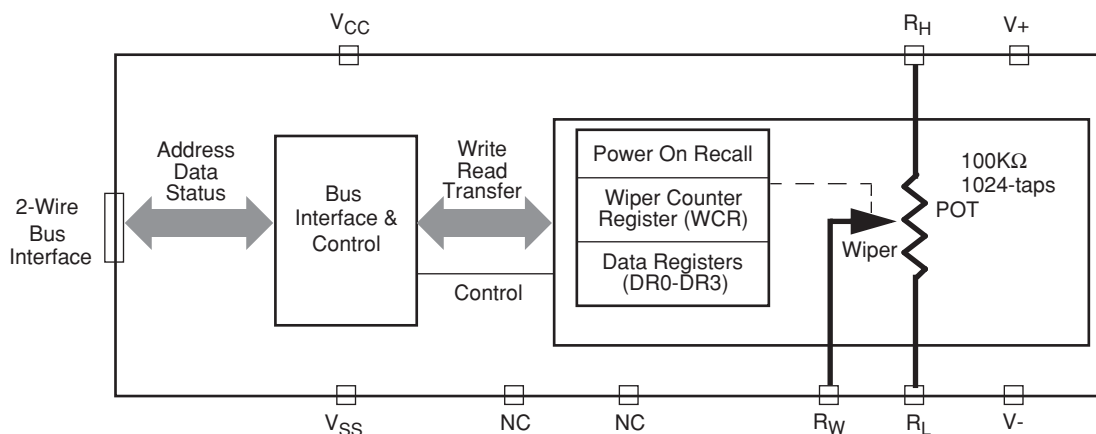 VCC
RH
V+
Address
Data
Status
Write
Read
Transfer
2-Wire
Bus
Interface
Bus
Interface &
Control
Control
Power On Recall
Wiper Counter
Register (WCR)
Data Registers
(DR0-DR3)
100KΩ
1024-taps
POT
Wiper
VSS
NC
NC
RW
RL
V-